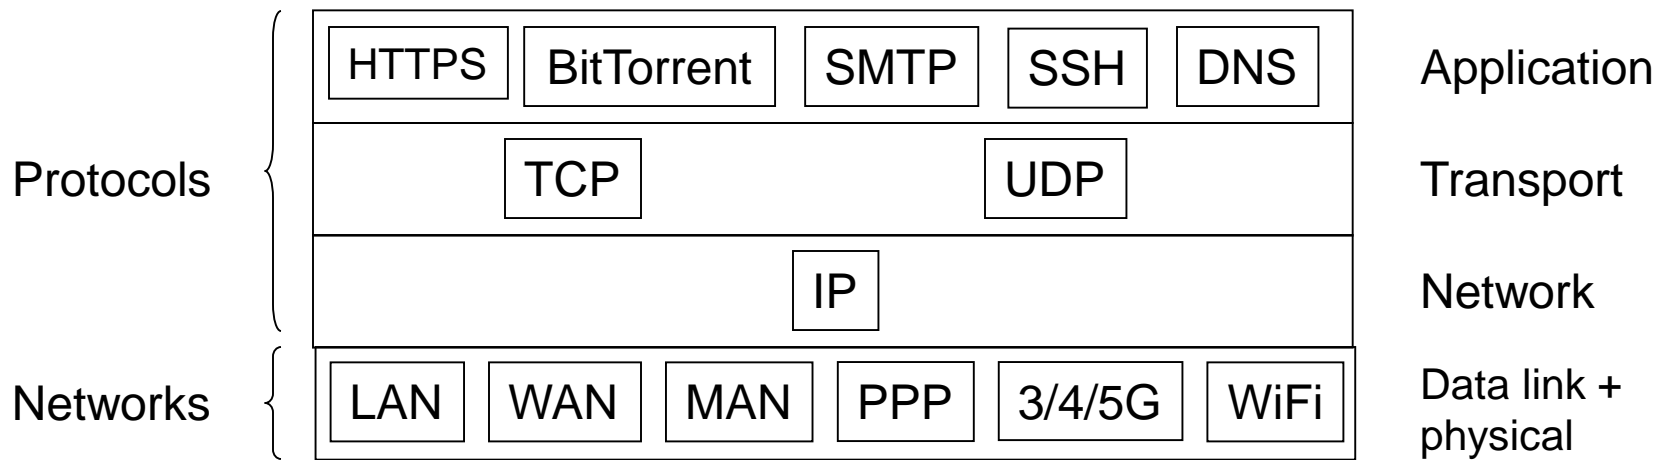 HTTPS BitTorrent SMTP SSH DNS Application
Protocols TCP UDP Transport
IP Network
Networks LAN WAN MAN PPP 3/4/5G WiFi Data link +
physical